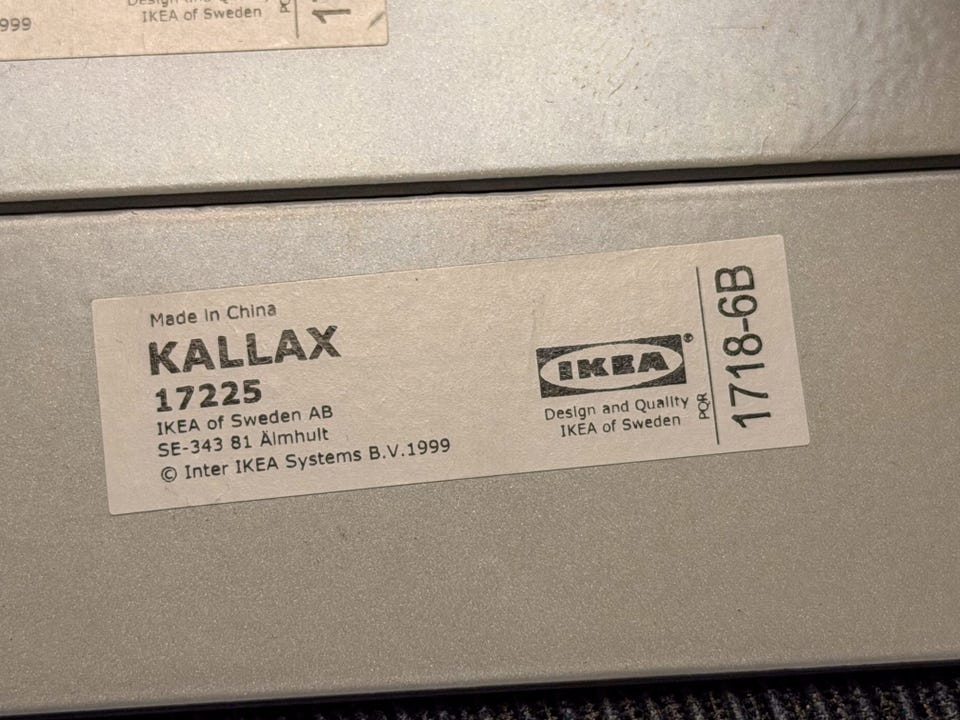 999
IKEA of Sweden
Made in China
KALLAX
17225
IKEA of Sweden AB
SE-343 81 Älmhult
© Inter IKEA Systems B.V.1999
IKEA®
Design and Quality
IKEA of Sweden
PQR
1718-6B